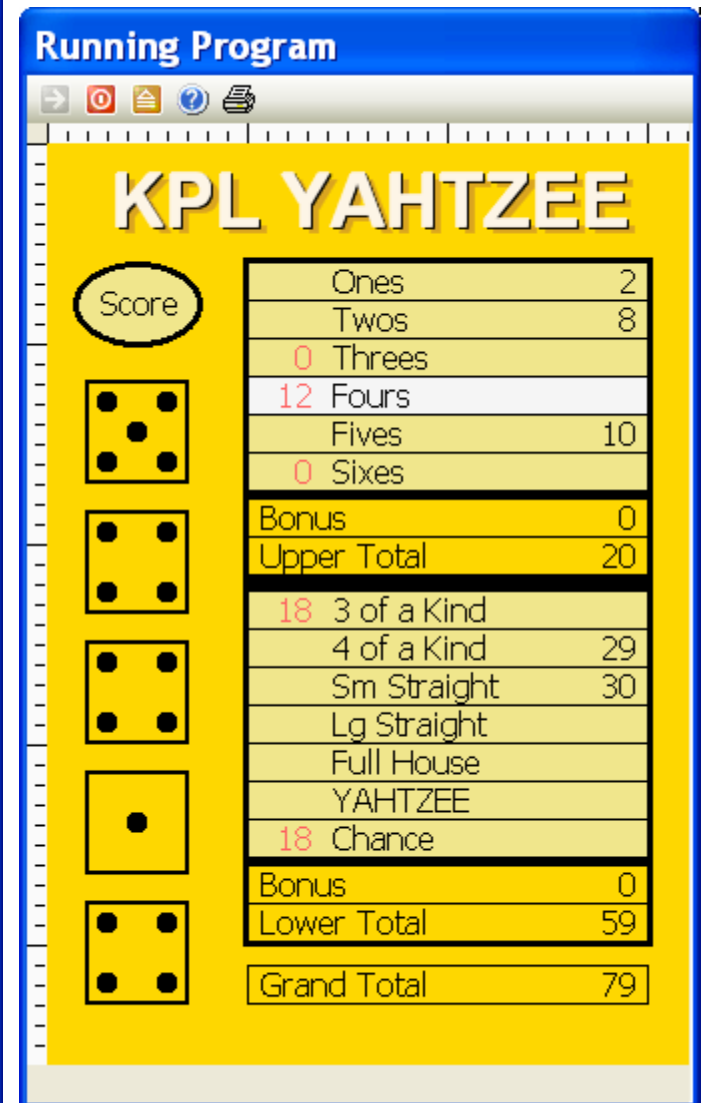 Running Program
KPL YAHTZEE
Score
Ones 2
Twos 8
0 Threes
12 Fours
Fives 10
0 Sixes
Bonus 0
Upper Total 20
18 3 of a Kind
4 of a Kind 29
Sm Straight 30
Lg Straight
Full House
YAHTZEE
18 Chance
Bonus 0
Lower Total 59
Grand Total 79